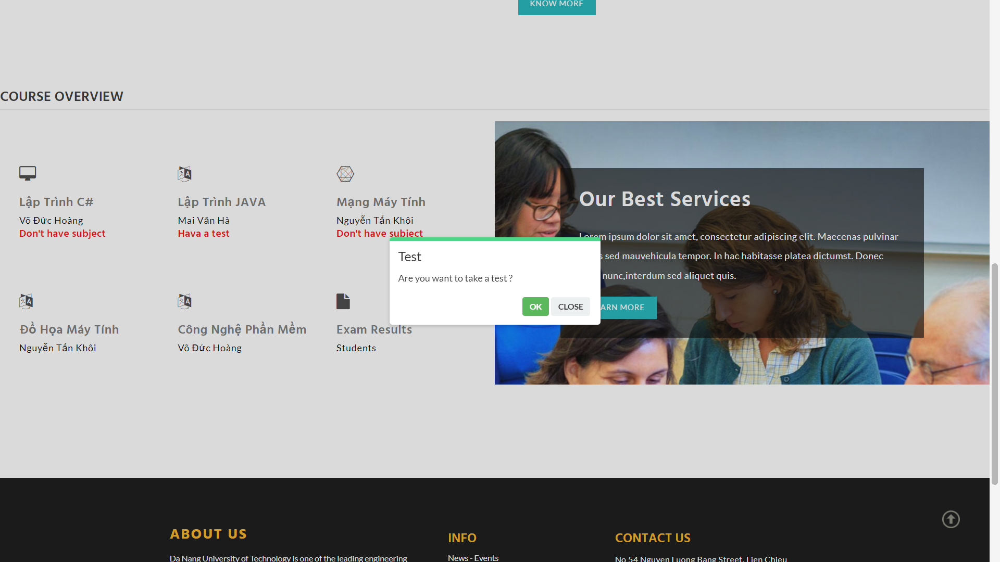 KNOW MORE
COURSE OVERVIEW
Lập Trình C#
Võ Đức Hoàng
Don't have subject
Lập Trình JAVA
Mai Văn Hà
Hava a test
Mạng Máy Tính
Nguyễn Tấn Khôi
Don't have subject
Our Best Services
Lorem ipsum dolor sit amet, consectetur adipiscing elit. Maecenas pulvinar
sed mauvehicula tempor. In hac habitasse platea dictumst. Donec
nunc,interdum sed aliquet quis.
ARN MORE
Test
Are you want to take a test ?
OK
CLOSE
Đồ Họa Máy Tính
Nguyễn Tấn Khôi
Công Nghệ Phần Mềm
Võ Đức Hoàng
Exam Results
Students
ABOUT US
Da Nang University of Technology is one of the leading engineering
INFO
News - Events
CONTACT US
No 54 Nguyen Luong Bang Street, Lien Chieu